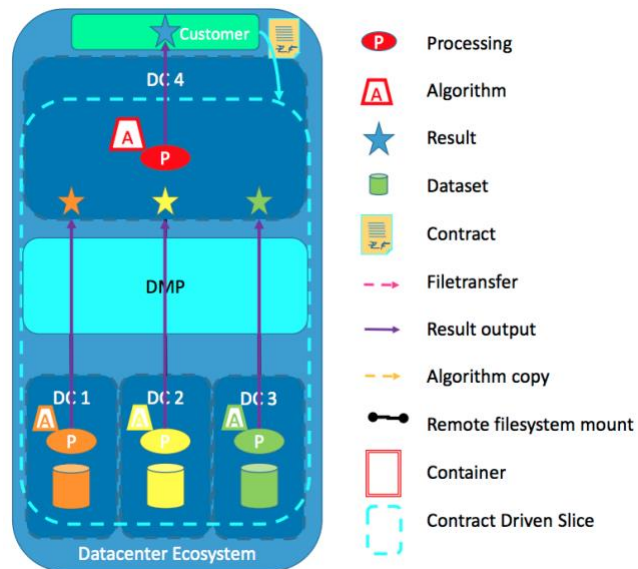 Customer
DC 4
A
P
DMP
DC 1
DC 2
DC 3
A
A
A
P
P
P
Datacenter Ecosystem
P
Processing
A
Algorithm
Result
Dataset
Contract
Filetransfer
Result output
Algorithm copy
Remote filesystem mount
Container
Contract Driven Slice